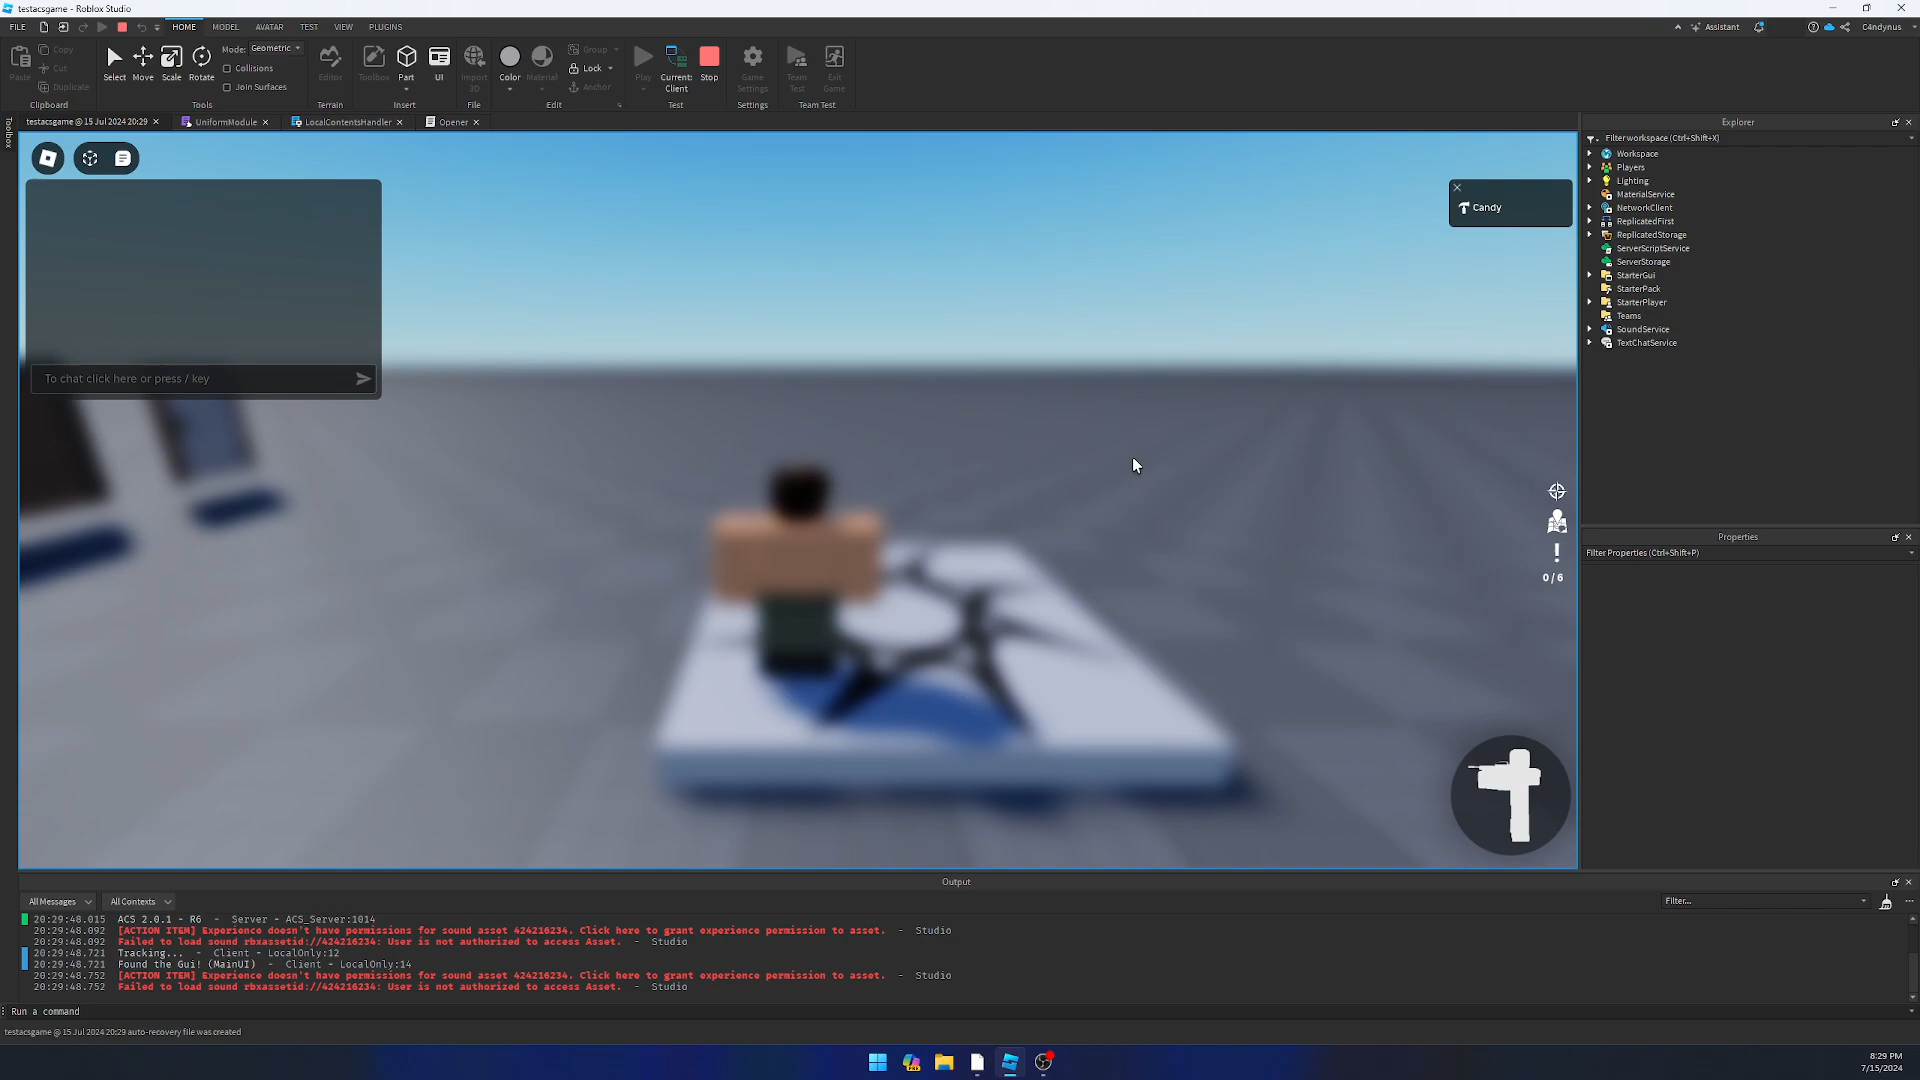 testacsgame - Roblox Studio
FILE HOME MODEL AVATAR TEST VIEW PLUGINS Assistant C4ndynus
Paste Copy Cut Duplicate Select Move Scale Rotate Mode: Geometric Collisions Join Surfaces Editor Toolbox Part UI Import 3D Color Material Group Lock Anchor Play Current: Client Stop Game Settings Team Test Exit Game
Clipboard Tools Terrain Insert File Edit Test Settings Team Test
Toolbox
testacsgame @ 15 Jul 2024 20:29 UniformModule LocalContentsHandler Opener
Explorer
Filter workspace (Ctrl+Shift+X)
Workspace
Players
Lighting
MaterialService
NetworkClient
ReplicatedFirst
ReplicatedStorage
ServerScriptService
ServerStorage
StarterGui
StarterPack
StarterPlayer
Teams
SoundService
TextChatService
Candy
To chat click here or press / key
!
0 / 6
Properties
Filter Properties (Ctrl+Shift+P)
Output
All Messages All Contexts Filter...
20:29:48.015 ACS 2.0.1 - R6 - Server - ACS_Server:1014
20:29:48.092 [ACTION ITEM] Experience doesn't have permissions for sound asset 424216234. Click here to grant experience permission to asset. - Studio
20:29:48.092 Failed to load sound rbxassetid://424216234: User is not authorized to access Asset. - Studio
20:29:48.721 Tracking... - Client - LocalOnly:12
20:29:48.721 Found the Gui! (MainUI) - Client - LocalOnly:14
20:29:48.752 [ACTION ITEM] Experience doesn't have permissions for sound asset 424216234. Click here to grant experience permission to asset. - Studio
20:29:48.752 Failed to load sound rbxassetid://424216234: User is not authorized to access Asset. - Studio
Run a command
testacsgame @ 15 Jul 2024 20:29 auto-recovery file was created
8:29 PM
7/15/2024